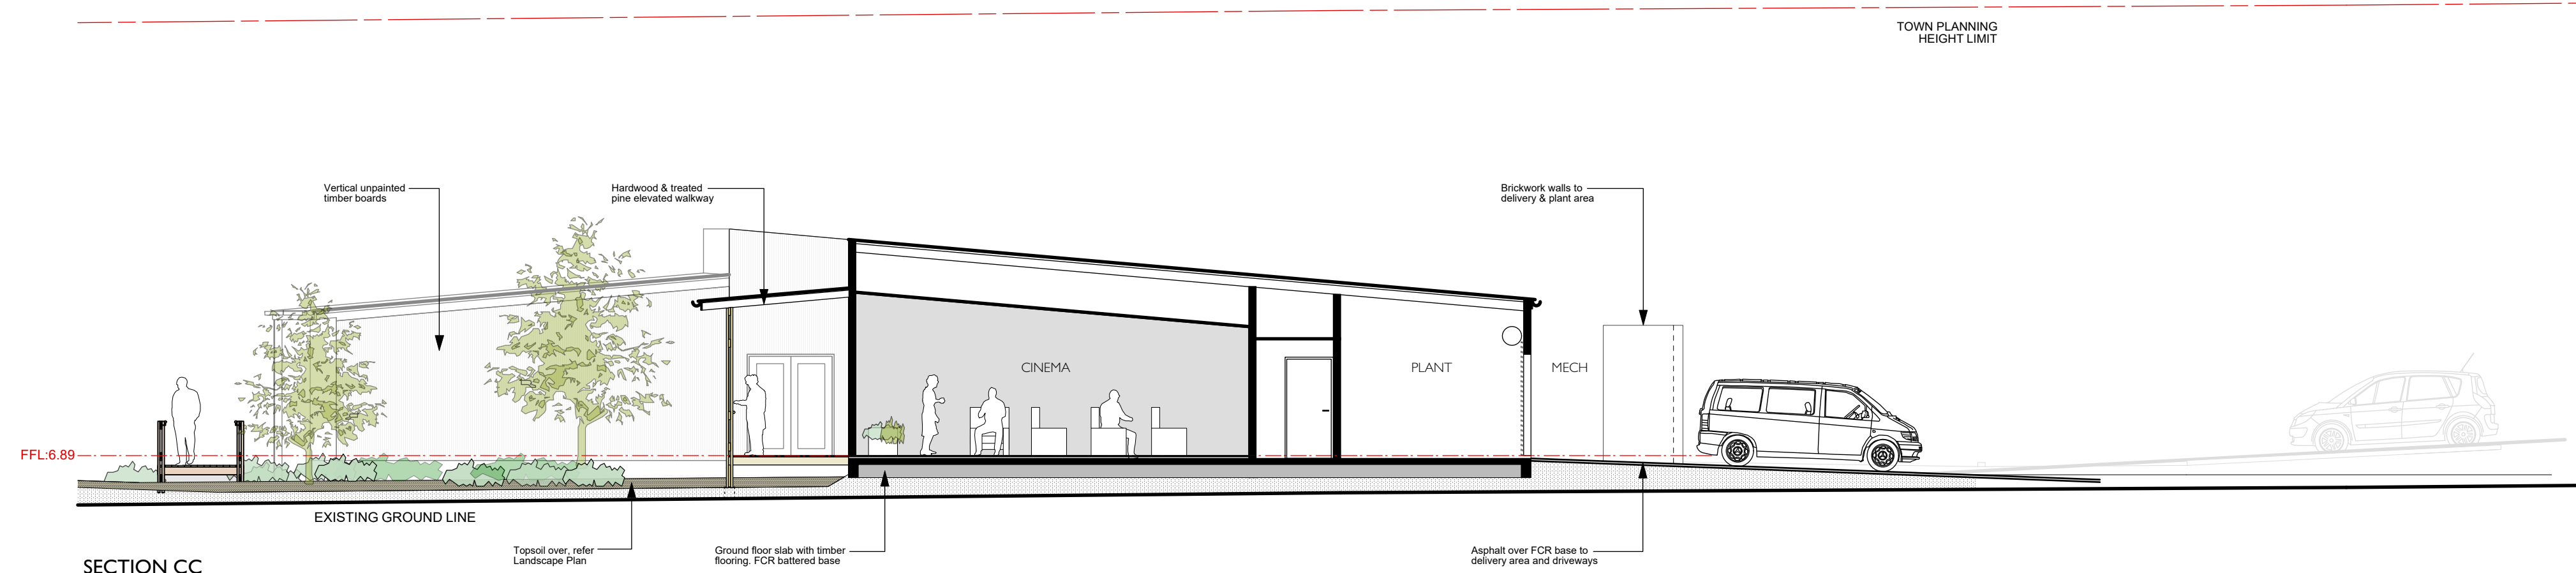 TOWN PLANNING
HEIGHT LIMIT
Vertical unpainted
timber boards
Hardwood & treated
pine elevated walkway
Brickwork walls to
delivery & plant area
CINEMA
PLANT
MECH
FFL:6.89
EXISTING GROUND LINE
Topsoil over, refer
Landscape Plan
Ground floor slab with timber
flooring. FCR battered base
Asphalt over FCR base to
delivery area and driveways
SECTION CC